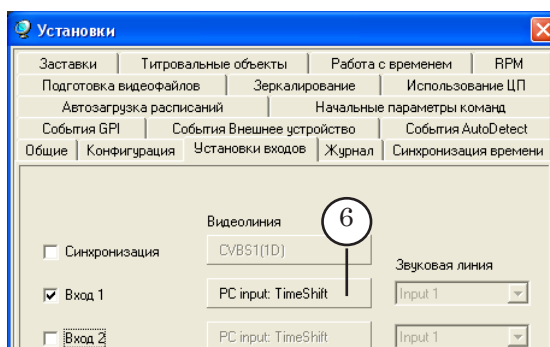 Установки
Заставки Титровальные объекты Работа с временем RPM
Подготовка видеофайлов Зеркалирование Использование ЦП
Автозагрузка расписаний Начальные параметры команд
События GPI События Внешнее устройство События AutoDetect
Общие Конфигурация Установки входов Журнал Синхронизация времени
Видеолиния 6
Синхронизация CVBS1(1D)
Звуковая линия
Вход 1 PC input: TimeShift Input 1
Вход 2 PC input: TimeShift Input 1